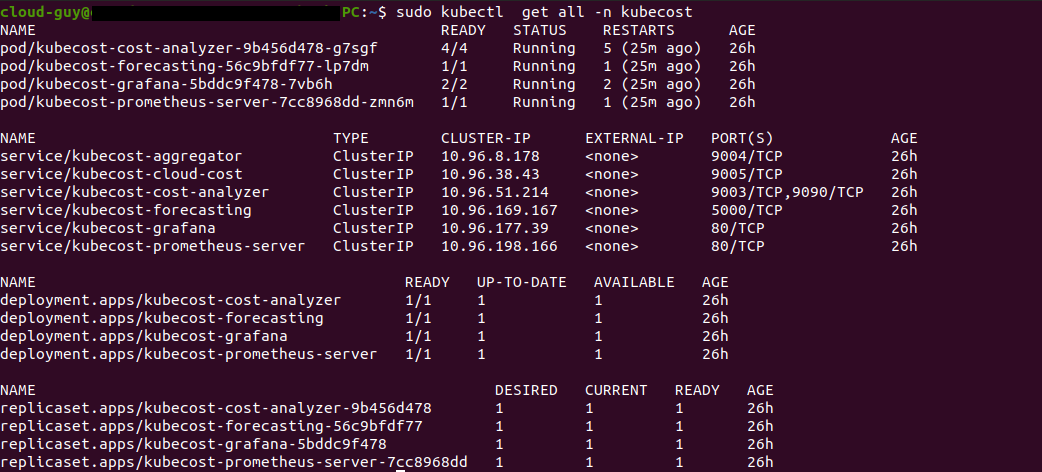 cloud-guy@ PC:~$ sudo kubectl  get all -n kubecost
NAME                                             READY   STATUS    RESTARTS      AGE
pod/kubecost-cost-analyzer-9b456d478-g7sgf       4/4     Running   5 (25m ago)   26h
pod/kubecost-forecasting-56c9bfdf77-lp7dm        1/1     Running   1 (25m ago)   26h
pod/kubecost-grafana-5bddc9f478-7vb6h            2/2     Running   2 (25m ago)   26h
pod/kubecost-prometheus-server-7cc8968dd-zmn6m   1/1     Running   1 (25m ago)   26h
NAME                                 TYPE        CLUSTER-IP      EXTERNAL-IP   PORT(S)             AGE
service/kubecost-aggregator          ClusterIP   10.96.8.178     <none>        9004/TCP            26h
service/kubecost-cloud-cost          ClusterIP   10.96.38.43     <none>        9005/TCP            26h
service/kubecost-cost-analyzer       ClusterIP   10.96.51.214    <none>        9003/TCP,9090/TCP   26h
service/kubecost-forecasting         ClusterIP   10.96.169.167   <none>        5000/TCP            26h
service/kubecost-grafana             ClusterIP   10.96.177.39    <none>        80/TCP              26h
service/kubecost-prometheus-server   ClusterIP   10.96.198.166   <none>        80/TCP              26h
NAME                                         READY   UP-TO-DATE   AVAILABLE   AGE
deployment.apps/kubecost-cost-analyzer       1/1     1            1           26h
deployment.apps/kubecost-forecasting         1/1     1            1           26h
deployment.apps/kubecost-grafana             1/1     1            1           26h
deployment.apps/kubecost-prometheus-server   1/1     1            1           26h
NAME                                                   DESIRED   CURRENT   READY   AGE
replicaset.apps/kubecost-cost-analyzer-9b456d478       1         1         1       26h
replicaset.apps/kubecost-forecasting-56c9bfdf77        1         1         1       26h
replicaset.apps/kubecost-grafana-5bddc9f478            1         1         1       26h
replicaset.apps/kubecost-prometheus-server-7cc8968dd   1         1         1       26h